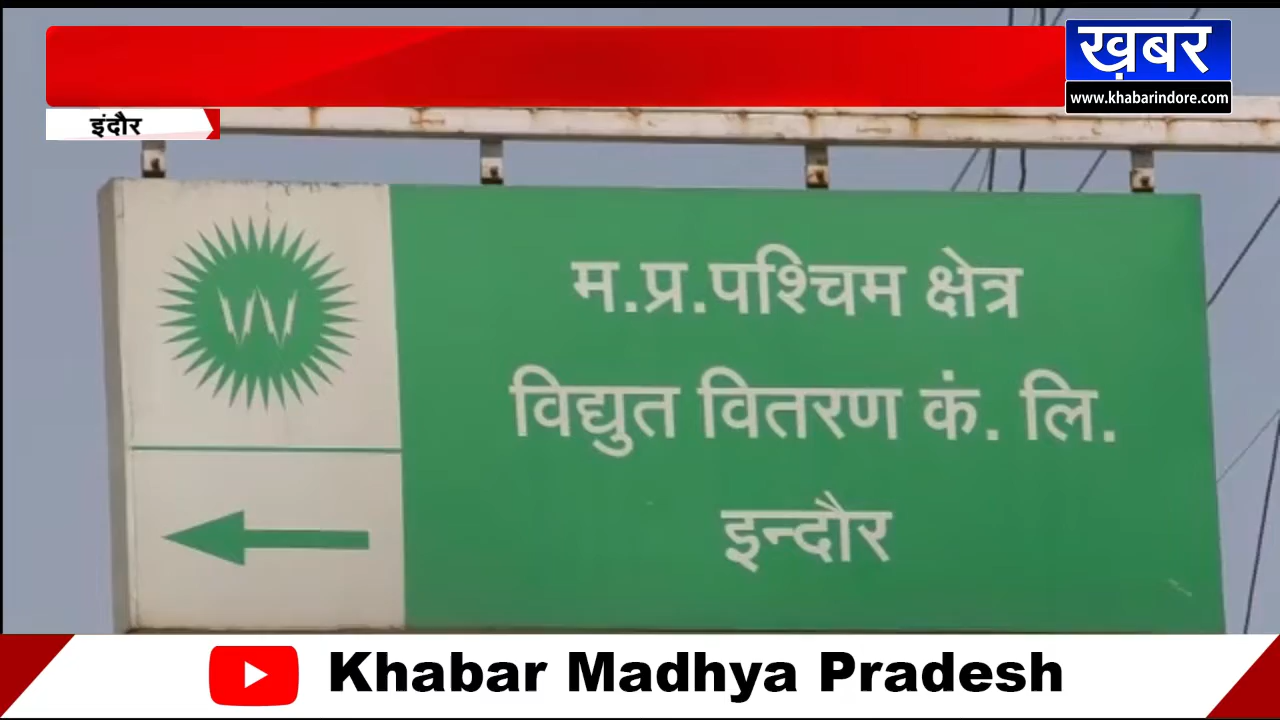 ख़बर
www.khabarindore.com
इंदौर
म.प्र.पश्चिम क्षेत्र
विद्युत वितरण कं. लि.
इन्दौर
Khabar Madhya Pradesh